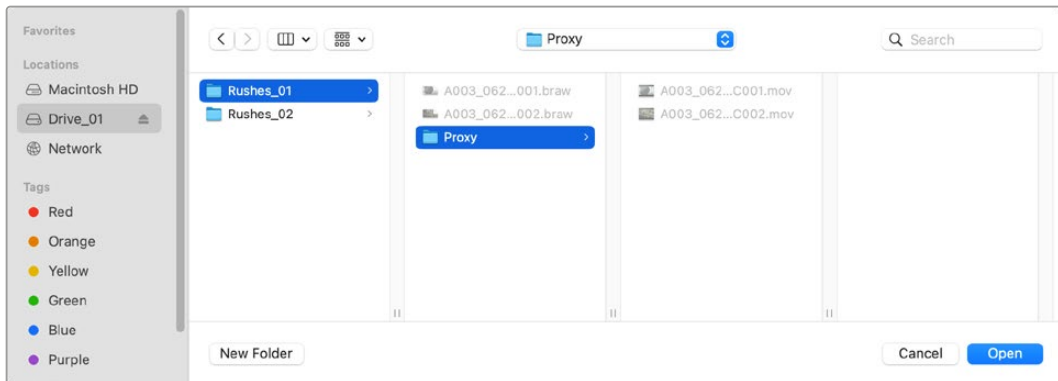 Favorites
Locations
Macintosh HD
Drive_01
Network
Tags
Red
Orange
Yellow
Green
Blue
Purple
Proxy
Search
Rushes_01
Rushes_02
A003_062...001.braw
A003_062...002.braw
Proxy
A003_062...C001.mov
A003_062...C002.mov
New Folder
Cancel
Open